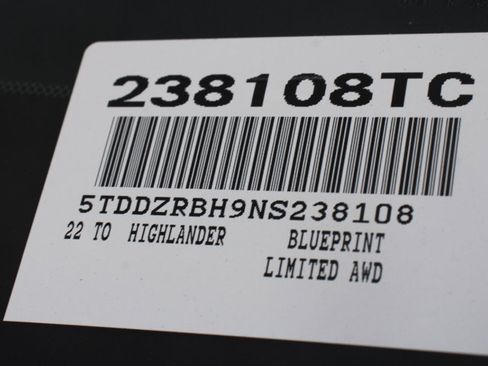 238108TC
5TDDZRBH9NS238108
22 TO HIGHLANDER BLUEPRINT
LIMITED AWD